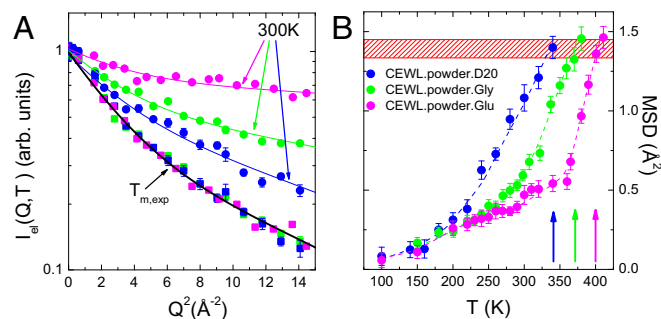 A
300K
1
I_el(Q,T) (arb. units)
T_m,exp
0.1
0 2 4 6 8 10 12 14
Q²(Å⁻²)
B
CEWL.powder.D20
CEWL.powder.Gly
CEWL.powder.Glu
1.5
1.0
0.5
0.0
MSD (Å²)
100 150 200 250 300 350 400
T (K)